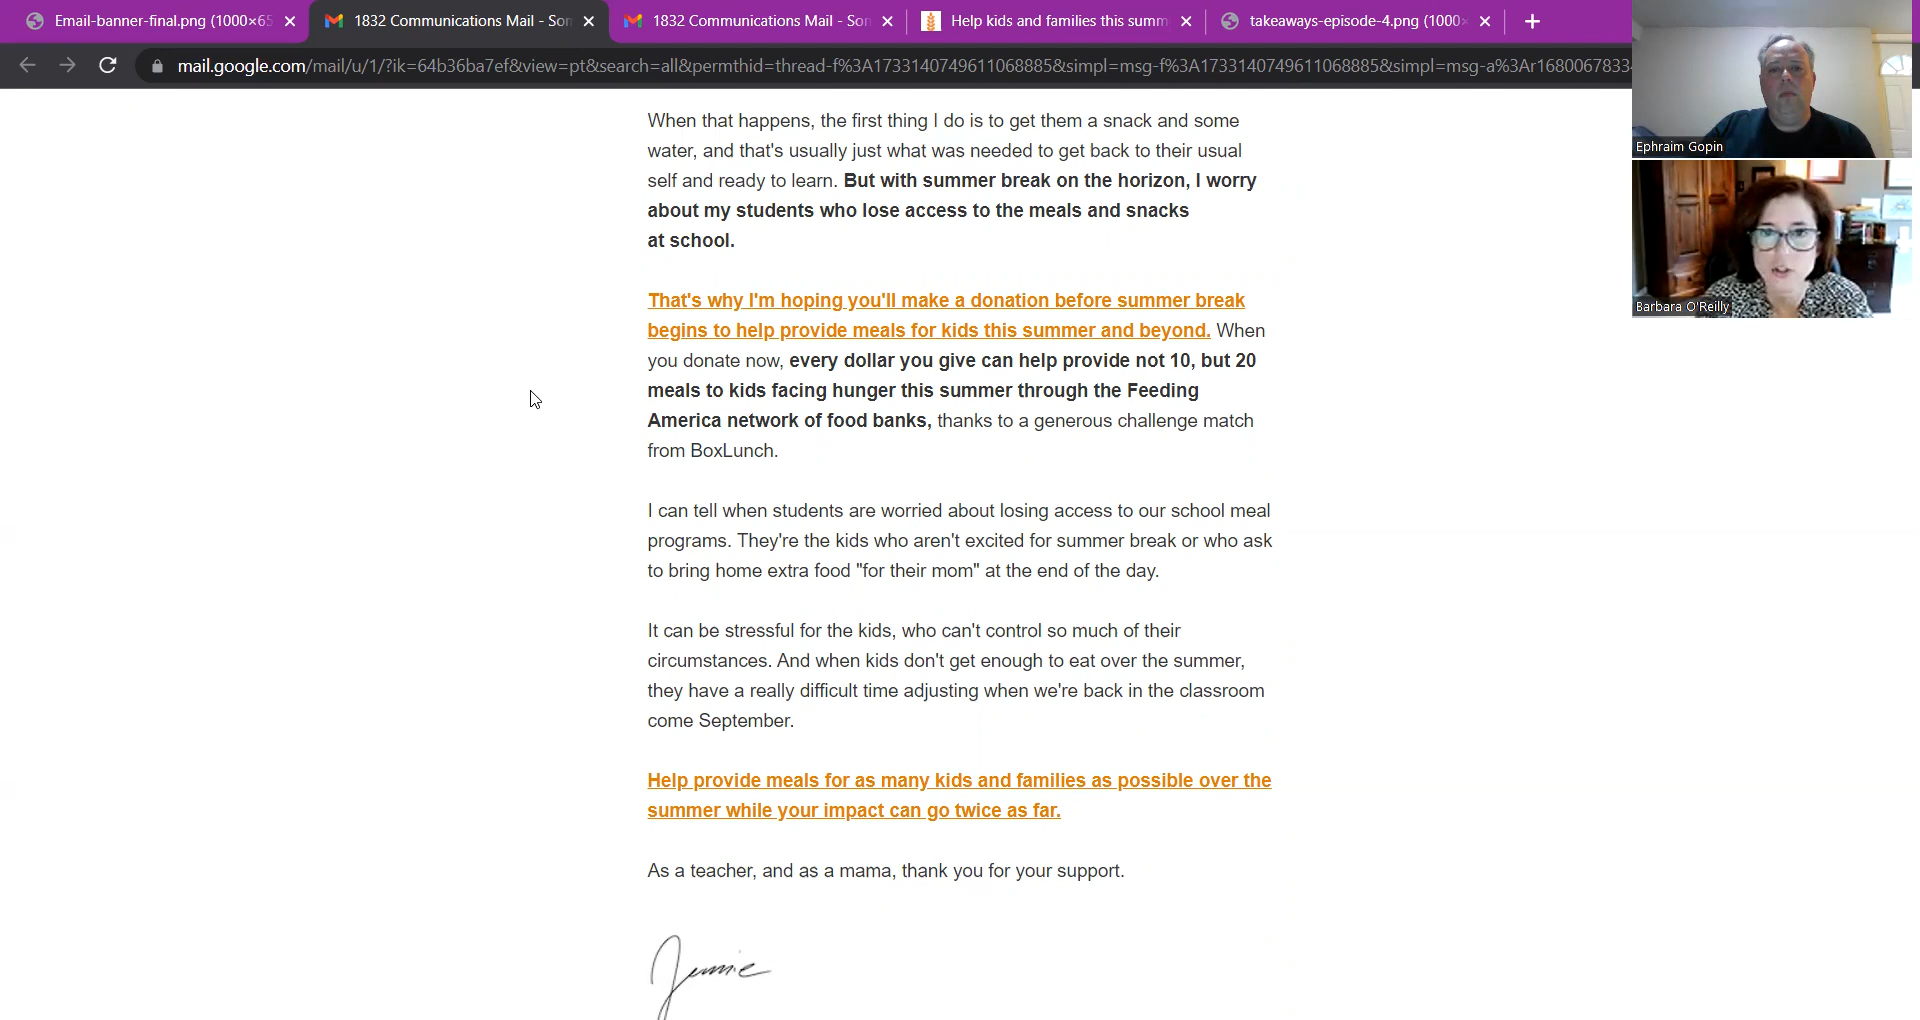 Email-banner-final.png (1000×65
1832 Communications Mail - Son
1832 Communications Mail - Son
Help kids and families this summ
takeaways-episode-4.png (1000×
mail.google.com/mail/u/1/?ik=64b36ba7ef&view=pt&search=all&permthid=thread-f%3A1733140749611068885&simpl=msg-f%3A1733140749611068885&simpl=msg-a%3Ar168006783
Ephraim Gopin
Barbara O'Reilly
When that happens, the first thing I do is to get them a snack and some
water, and that's usually just what was needed to get back to their usual
self and ready to learn. But with summer break on the horizon, I worry
about my students who lose access to the meals and snacks
at school.
That's why I'm hoping you'll make a donation before summer break
begins to help provide meals for kids this summer and beyond. When
you donate now, every dollar you give can help provide not 10, but 20
meals to kids facing hunger this summer through the Feeding
America network of food banks, thanks to a generous challenge match
from BoxLunch.
I can tell when students are worried about losing access to our school meal
programs. They're the kids who aren't excited for summer break or who ask
to bring home extra food "for their mom" at the end of the day.
It can be stressful for the kids, who can't control so much of their
circumstances. And when kids don't get enough to eat over the summer,
they have a really difficult time adjusting when we're back in the classroom
come September.
Help provide meals for as many kids and families as possible over the
summer while your impact can go twice as far.
As a teacher, and as a mama, thank you for your support.
Jennie